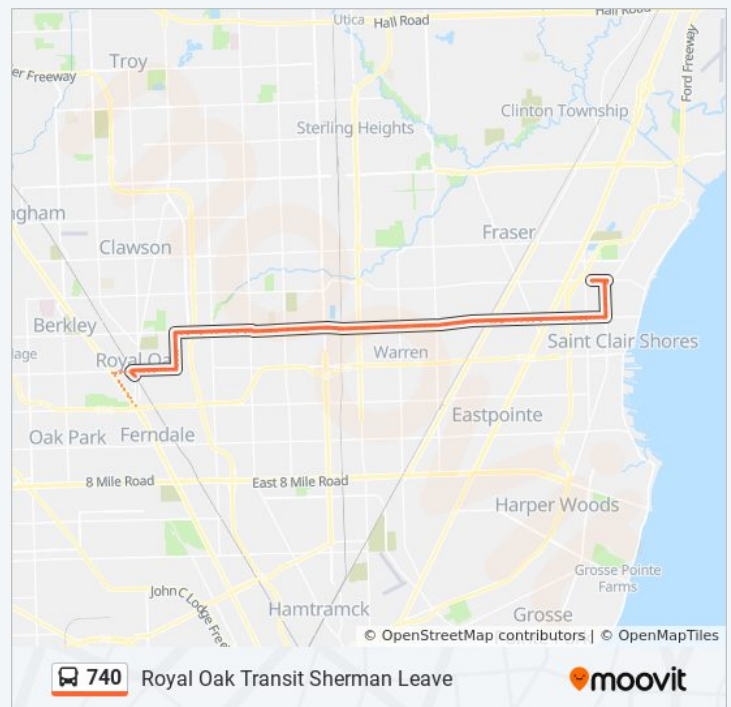 Utica
Hall Road
Hall Road
Troy
er Freeway
Ford Freeway
Clinton Township
Sterling Heights
ngham
Fraser
Clawson
Berkley
Saint Clair Shores
lage
Royal Oa
Warren
Eastpointe
Oak Park
Ferndale
8 Mile Road
East 8 Mile Road
Harper Woods
Grosse Pointe
Farms
John C Lodge Free
Hamtramck
Grosse
© OpenStreetMap contributors | © OpenMapTiles
740 Royal Oak Transit Sherman Leave
moovit